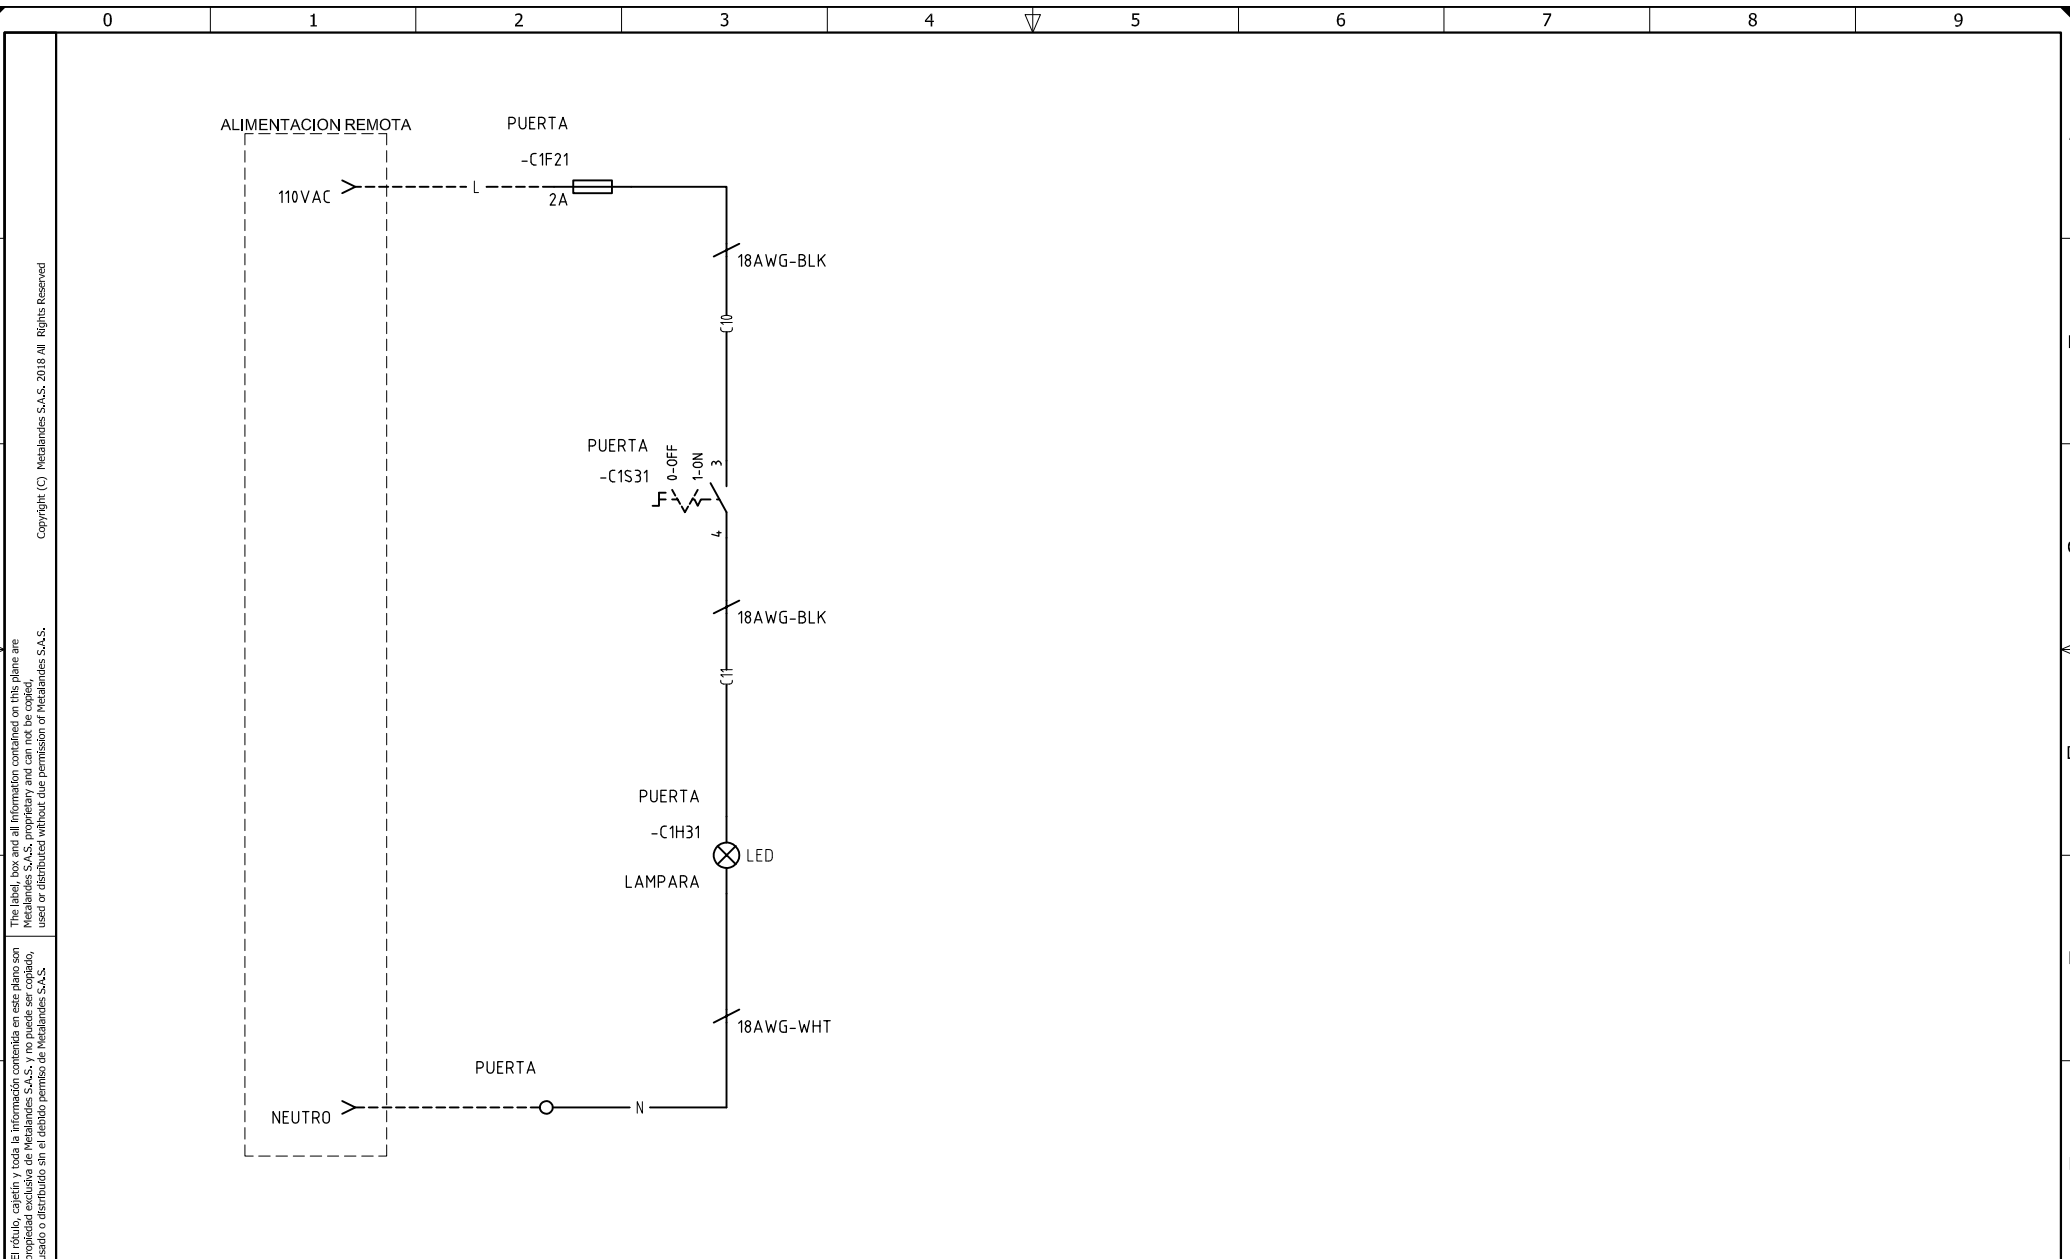 0 1 2 3 4 5 6 7 8 9
ALIMENTACION REMOTA
PUERTA
-C1F21
110VAC
L
2A
18AWG-BLK
C10
PUERTA
-C1S31
0-OFF
1-ON
3
4
18AWG-BLK
C11
PUERTA
-C1H31
LED
LAMPARA
18AWG-WHT
PUERTA
NEUTRO
N
Copyright (C) Metalandes S.A.S. 2018 All Rights Reserved
The label, box and all information contained on this plane are
Metalandes S.A.S. proprietary and can not be copied,
used or distributed without due permission of Metalandes S.A.S.
El rótulo, cajetín y toda la información contenida en este plano son
propiedad exclusiva de Metalandes S.A.S. y no puede ser copiado,
usado o distribuido sin el debido permiso de Metalandes S.A.S.